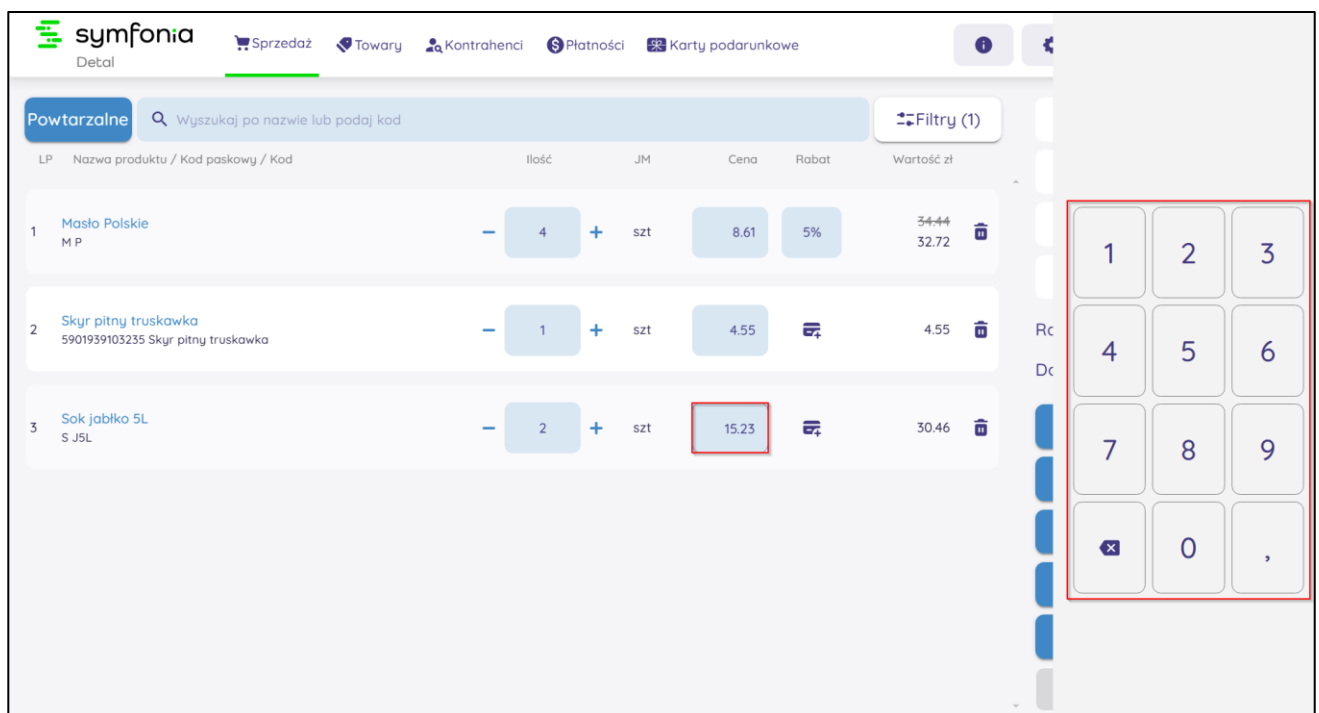 symfonia
Detal
Sprzedaż Towary Kontrahenci Płatności Karty podarunkowe
Powtarzalne Wyszukaj po nazwie lub podaj kod Filtry (1)
LP Nazwa produktu / Kod paskowy / Kod Ilość JM Cena Rabat Wartość zł
1 Masło Polskie − 4 + szt 8.61 5% 34.44
M P 32.72
2 Skyr pitny truskawka − 1 + szt 4.55 4.55
5901939103235 Skyr pitny truskawka
3 Sok jabłko 5L − 2 + szt 15.23 30.46
S J5L
1 2 3
4 5 6
7 8 9
0 ,